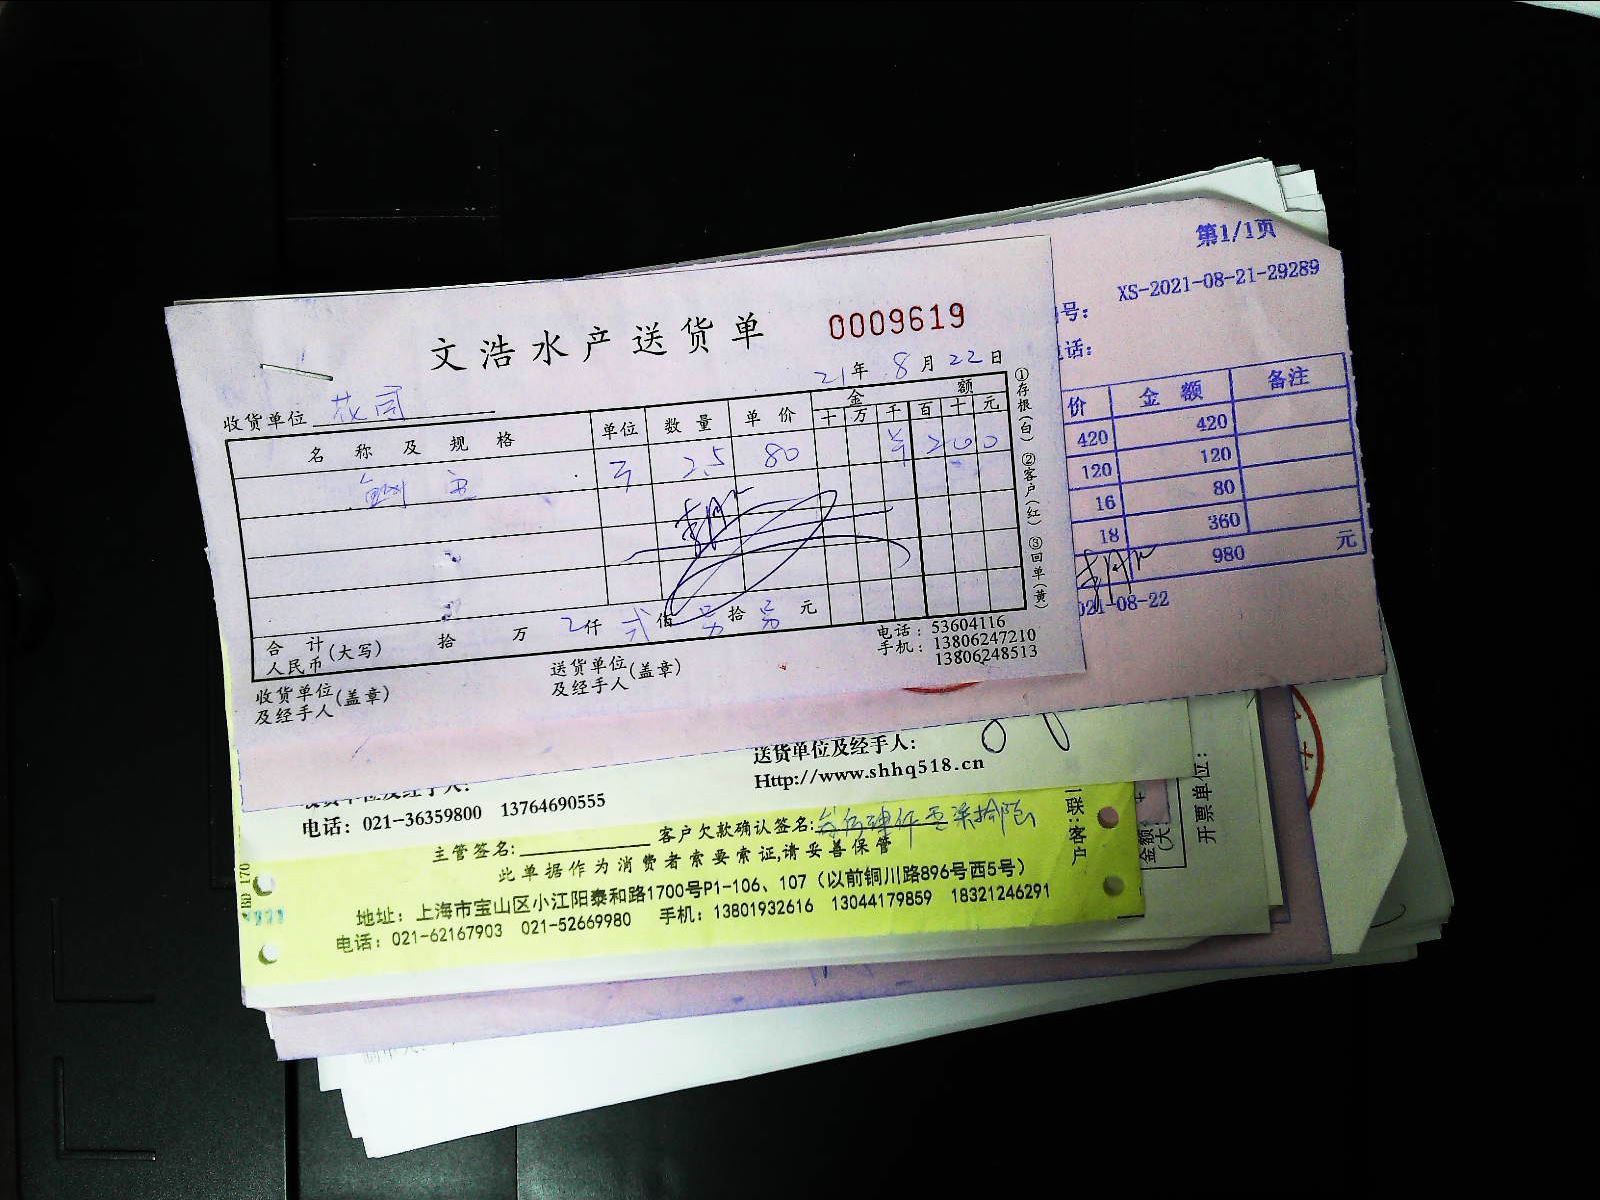 文浩水产送货单 0009619
21年8月22日
收货单位 花园
名称及规格 单位 数量 单价 金额
十 万 千 百 十 元
2.5 80 ¥ 200
合计 人民币(大写) 拾 万 仟 弍 佰 另 拾 另 元
电话：53604116
手机：13806247210
13806248513
收货单位及经手人(盖章) 送货单位及经手人(盖章)
①存根(白) ②客户(红) ③回单(黄)
第1/1页
XS-2021-08-21-29289
号：
话：
价 金额 备注
420 420
120 120
16 80
18 360
980 元
021-08-22
送货单位及经手人：
Http://www.shhq518.cn
电话：021-36359800 13764690555
客户欠款确认签名：
主管签名：
此单据作为消费者索要索证,请妥善保管
地址：上海市宝山区小江阳泰和路1700号P1-106、107（以前铜川路896号西5号）
电话：021-62167903 021-52669980 手机：13801932616 13044179859 18321246291
开票单位：
金额(大